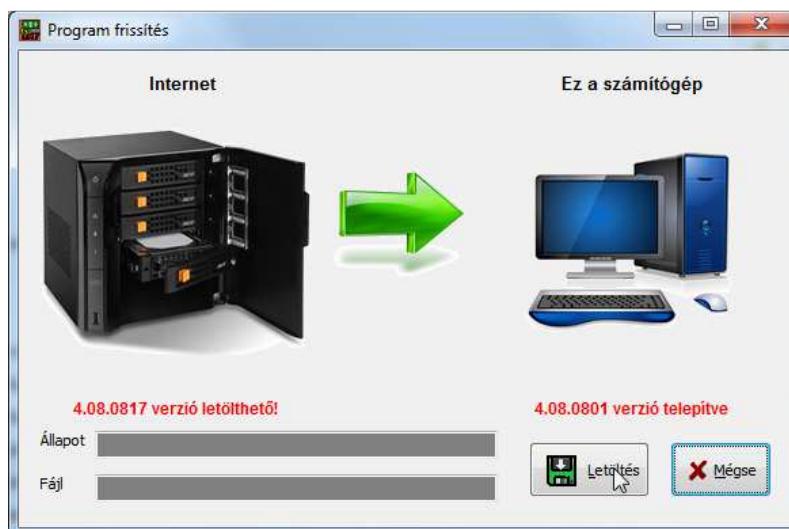 Program frissítés
Internet
Ez a számítógép
4.08.0817 verzió letölthető!
4.08.0801 verzió telepítve
Állapot
Fájl
Letöltés
Mégse